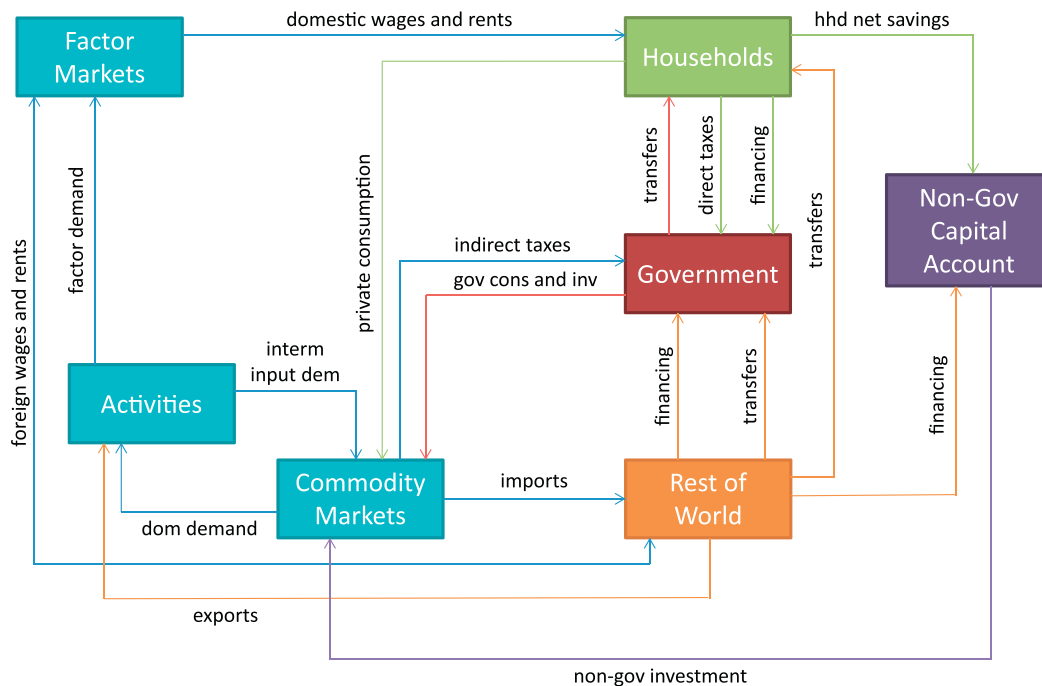 domestic wages and rents
hhd net savings
Factor
Markets
Households
transfers
direct taxes
financing
transfers
private consumption
factor demand
foreign wages and rents
Non-Gov
Capital
Account
indirect taxes
Government
gov cons and inv
interm
input dem
Activities
financing
transfers
financing
Commodity
Markets
imports
Rest of
World
dom demand
exports
non-gov investment